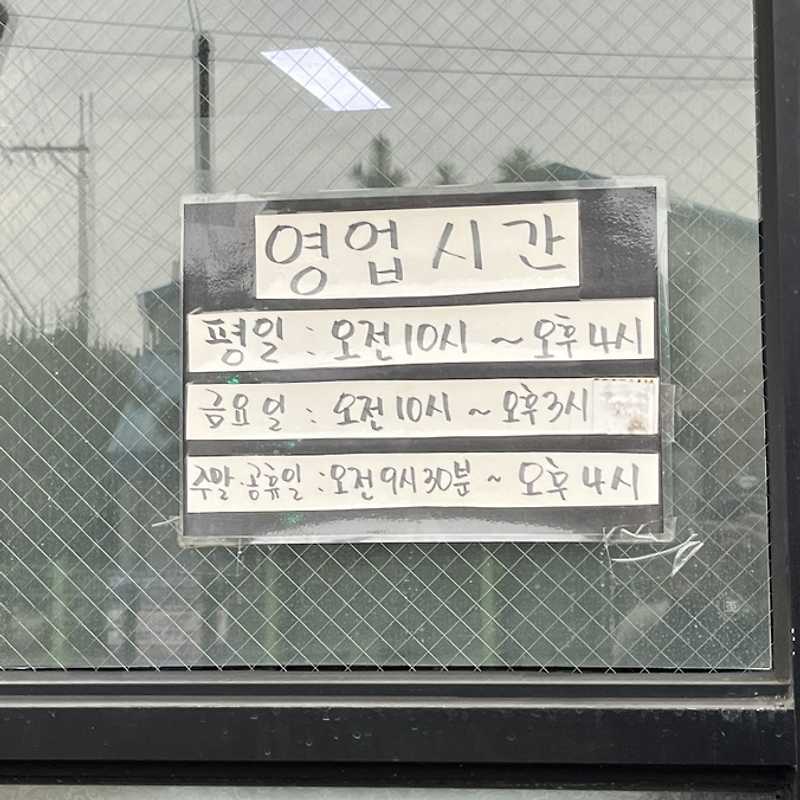 영업시간
평일 : 오전10시 ~ 오후4시
금요일 : 오전10시 ~ 오후3시
주말·공휴일 : 오전9시30분 ~ 오후4시